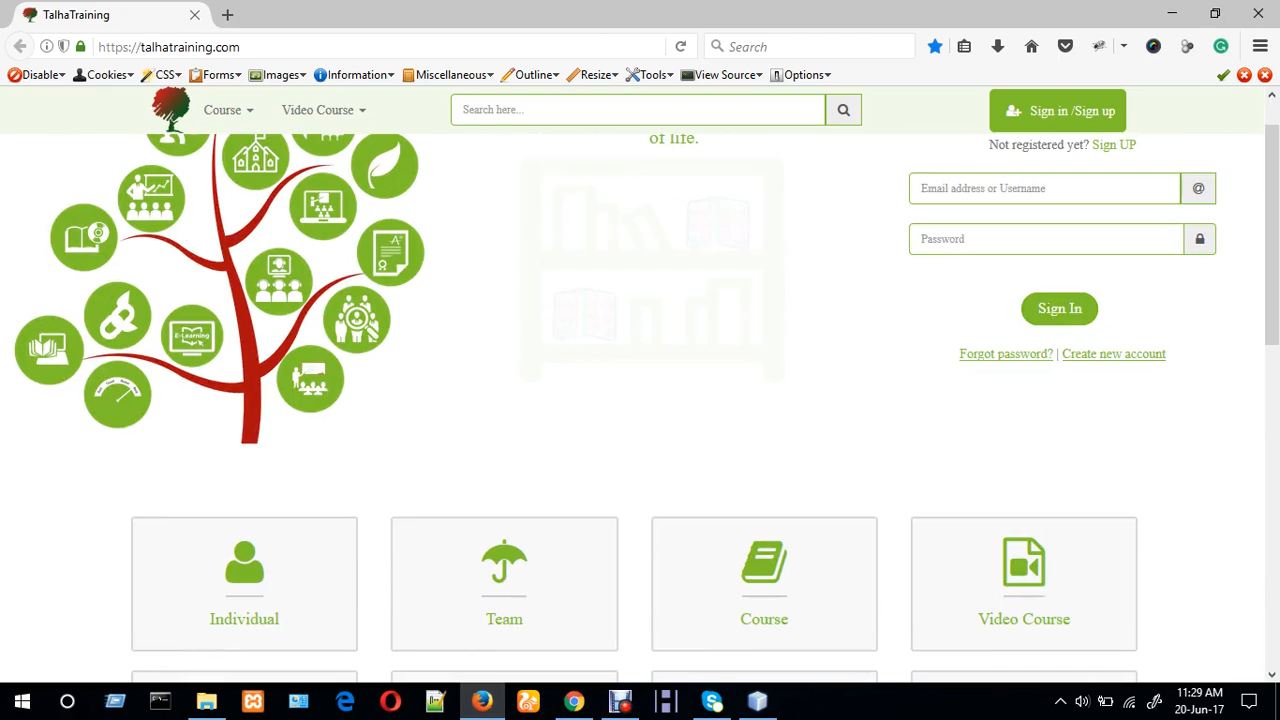 TalhaTraining
https://talhatraining.com
Search
Disable Cookies CSS Forms Images Information Miscellaneous Outline Resize Tools View Source Options
Course Video Course Search here... Sign in /Sign up
of life.
Not registered yet? Sign UP
Email address or Username @
Password
Sign In
Forgot password? | Create new account
E-Learning
Individual Team Course Video Course
11:29 AM
20-Jun-17